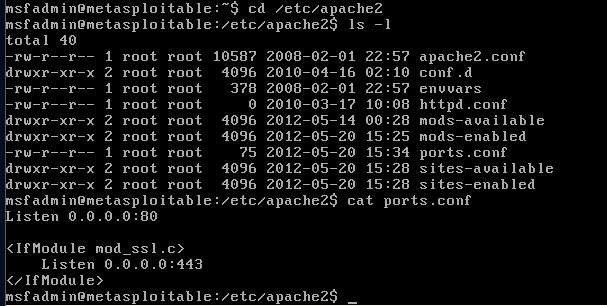 msfadmin@metasploitable:~$ cd /etc/apache2
msfadmin@metasploitable:/etc/apache2$ ls -l
total 40
-rw-r--r-- 1 root root 10587 2008-02-01 22:57 apache2.conf
drwxr-xr-x 2 root root  4096 2010-04-16 02:10 conf.d
-rw-r--r-- 1 root root   378 2008-02-01 22:57 envvars
-rw-r--r-- 1 root root     0 2010-03-17 10:08 httpd.conf
drwxr-xr-x 2 root root  4096 2012-05-14 00:28 mods-available
drwxr-xr-x 2 root root  4096 2012-05-20 15:25 mods-enabled
-rw-r--r-- 1 root root    75 2012-05-20 15:34 ports.conf
drwxr-xr-x 2 root root  4096 2012-05-20 15:28 sites-available
drwxr-xr-x 2 root root  4096 2012-05-20 15:28 sites-enabled
msfadmin@metasploitable:/etc/apache2$ cat ports.conf
Listen 0.0.0.0:80

<IfModule mod_ssl.c>
    Listen 0.0.0.0:443
</IfModule>
msfadmin@metasploitable:/etc/apache2$ _